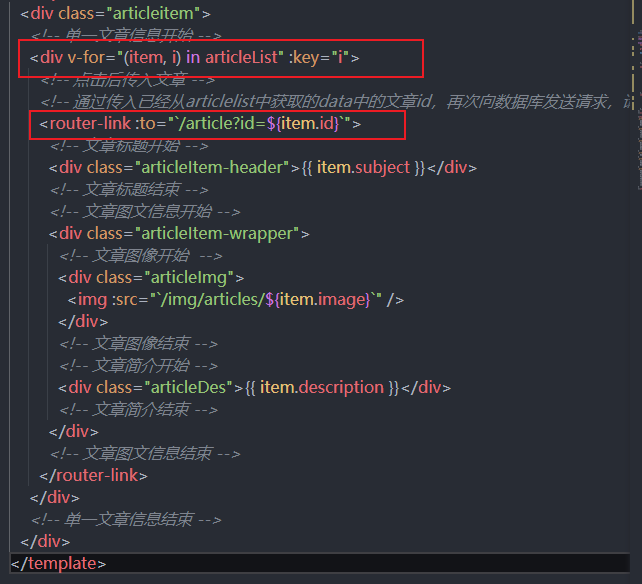 <div class="articleitem">
<!-- 单一文章信息开始 -->
<div v-for="(item, i) in articleList" :key="i">
<!-- 点击后传入文章 -->
<!-- 通过传入已经从articlelist中获取的data中的文章id，再次向数据库发送请求，
<router-link :to="`/article?id=${item.id}`">
<!-- 文章标题开始 -->
<div class="articleItem-header">{{ item.subject }}</div>
<!-- 文章标题结束 -->
<!-- 文章图文信息开始 -->
<div class="articleItem-wrapper">
<!-- 文章图像开始  -->
<div class="articleImg">
<img :src="`/img/articles/${item.image}`" />
</div>
<!-- 文章图像结束 -->
<!-- 文章简介开始 -->
<div class="articleDes">{{ item.description }}</div>
<!-- 文章简介结束 -->
</div>
<!-- 文章图文信息结束 -->
</router-link>
</div>
<!-- 单一文章信息结束 -->
</div>
</template>